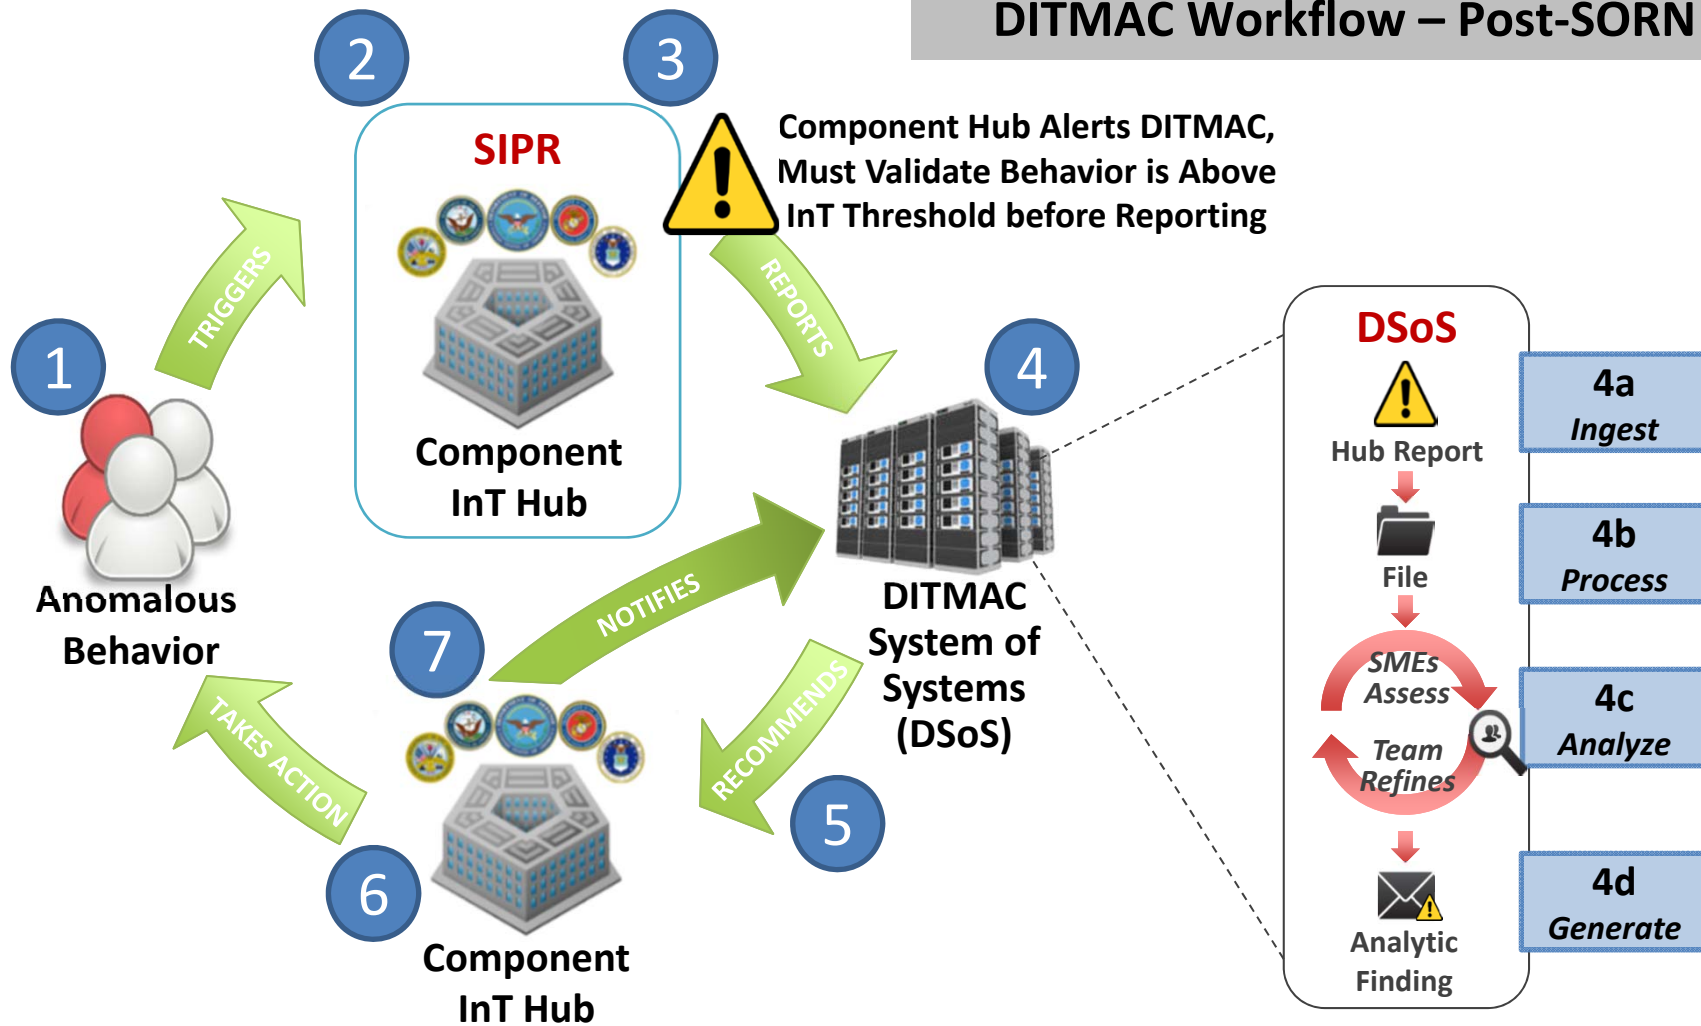 DITMAC Workflow – Post-SORN
2
3
SIPR
Component Hub Alerts DITMAC,
Must Validate Behavior is Above
InT Threshold before Reporting
TRIGGERS
REPORTS
1
Component
InT Hub
4
Anomalous
Behavior
DITMAC
System of
Systems
(DSoS)
NOTIFIES
7
RECOMMENDS
5
TAKES ACTION
6
Component
InT Hub
DSoS
Hub Report
4a
Ingest
File
4b
Process
SMEs
Assess
Team
Refines
4c
Analyze
Analytic
Finding
4d
Generate